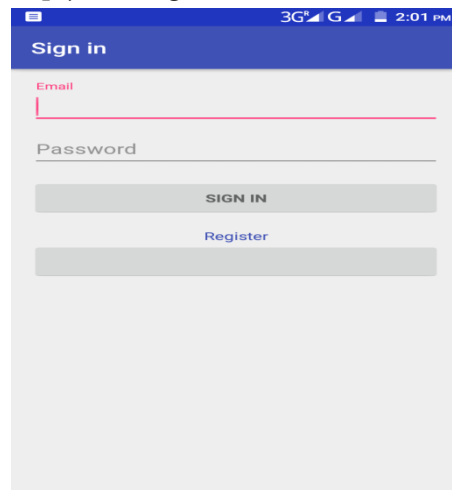 3G R G 2:01 PM
Sign in
Email
Password
SIGN IN
Register